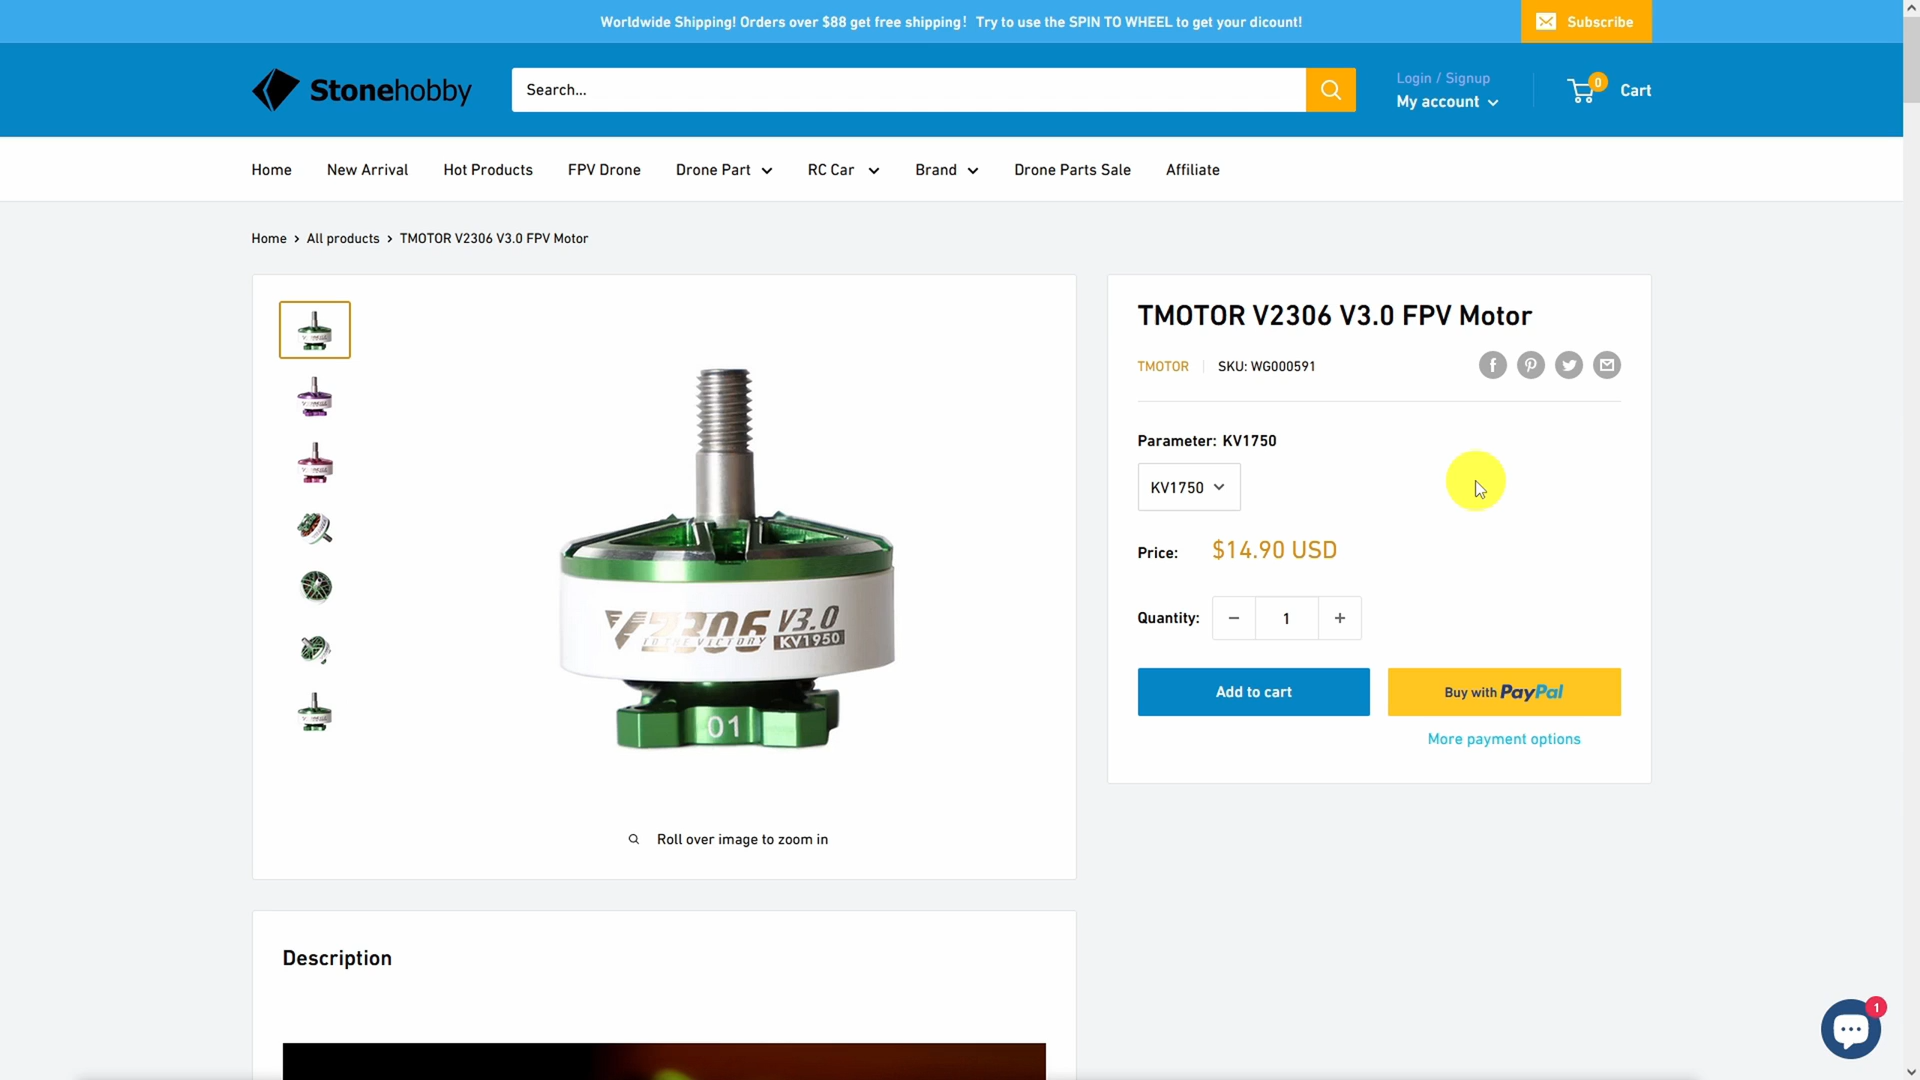 Worldwide Shipping! Orders over $88 get free shipping! Try to use the SPIN TO WHEEL to get your dicount!
Subscribe
Stonehobby
Search...
Login / Signup
My account
0
Cart
Home
New Arrival
Hot Products
FPV Drone
Drone Part
RC Car
Brand
Drone Parts Sale
Affiliate
Home > All products > TMOTOR V2306 V3.0 FPV Motor
TMOTOR V2306 V3.0 FPV Motor
TMOTOR
SKU: WG000591
Parameter: KV1750
KV1750
Price: $14.90 USD
Quantity: − 1 +
Add to cart
Buy with PayPal
More payment options
V2306 V3.0
KV1950
01
Roll over image to zoom in
Description
1